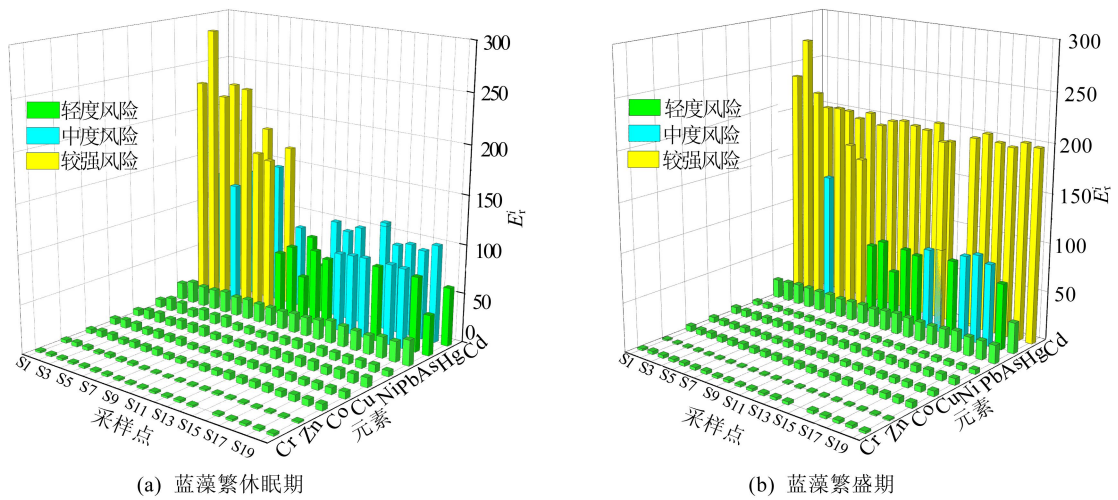 300
250
200
150
100
50
0
E_r^i
轻度风险
中度风险
较强风险
S1 S3 S5 S7 S9 S11 S13 S15 S17 S19
采样点
Cr Zn Co Cu Ni Pb As Hg Cd
元素
(a) 蓝藻繁休眠期
300
250
200
150
100
50
E_r^i
轻度风险
中度风险
较强风险
S1 S3 S5 S7 S9 S11 S13 S15 S17 S19
采样点
Cr Zn Co Cu Ni Pb As Hg Cd
元素
(b) 蓝藻繁盛期